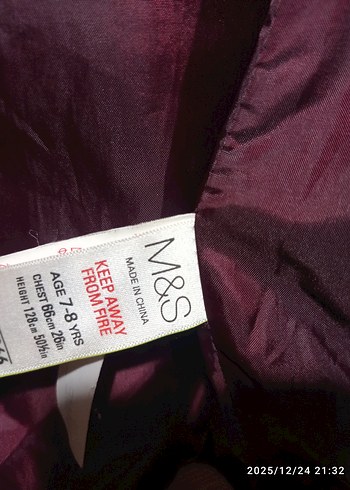 M&S
MADE IN CHINA
KEEP AWAY
FROM FIRE
AGE 7-8 YRS
CHEST 66cm 26in
HEIGHT 128cm 50½in
2025/12/24 21:32